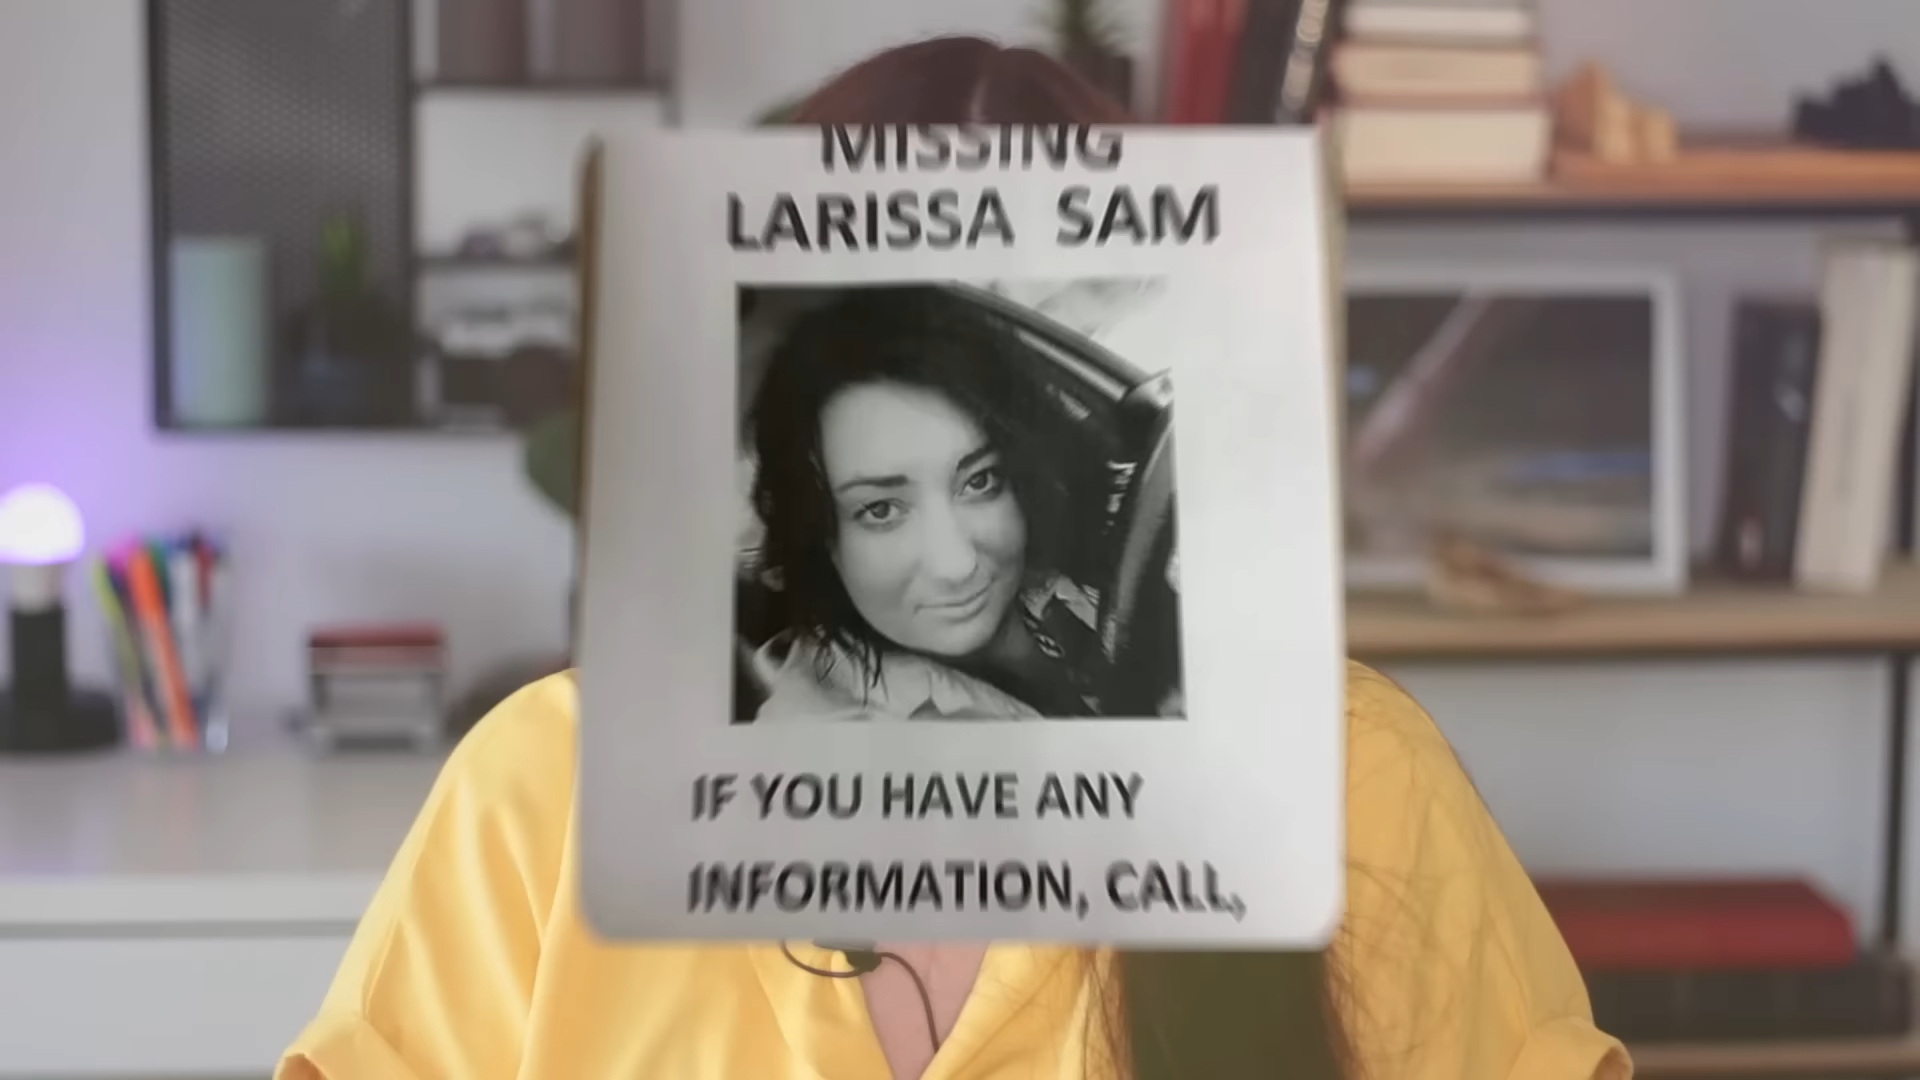 MISSING
LARISSA SAM
IF YOU HAVE ANY
INFORMATION, CALL,